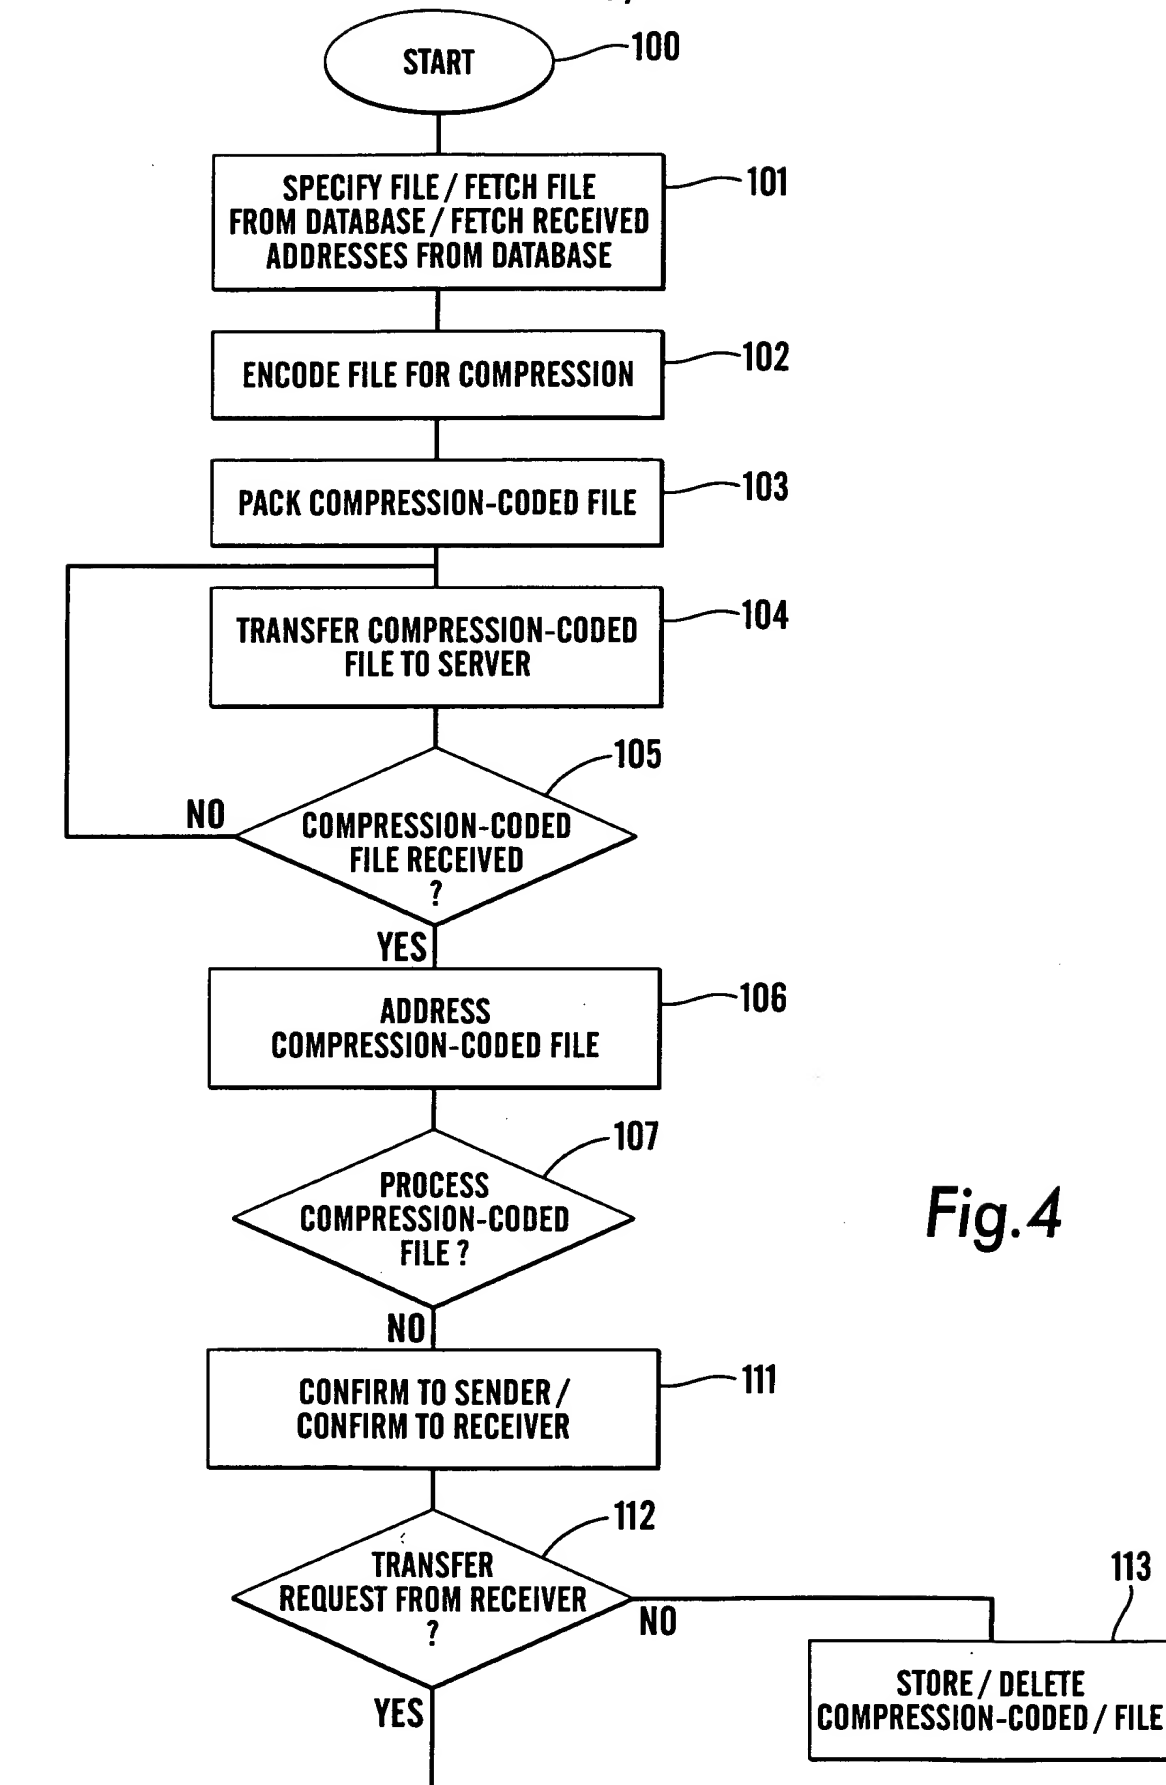 START
100
SPECIFY FILE / FETCH FILE
FROM DATABASE / FETCH RECEIVED
ADDRESSES FROM DATABASE
101
ENCODE FILE FOR COMPRESSION
102
PACK COMPRESSION-CODED FILE
103
TRANSFER COMPRESSION-CODED
FILE TO SERVER
104
COMPRESSION-CODED
FILE RECEIVED
?
105
NO
YES
ADDRESS
COMPRESSION-CODED FILE
106
PROCESS
COMPRESSION-CODED
FILE ?
107
Fig.4
NO
CONFIRM TO SENDER /
CONFIRM TO RECEIVER
111
TRANSFER
REQUEST FROM RECEIVER
?
112
NO
YES
113
STORE / DELETE
COMPRESSION-CODED / FILE